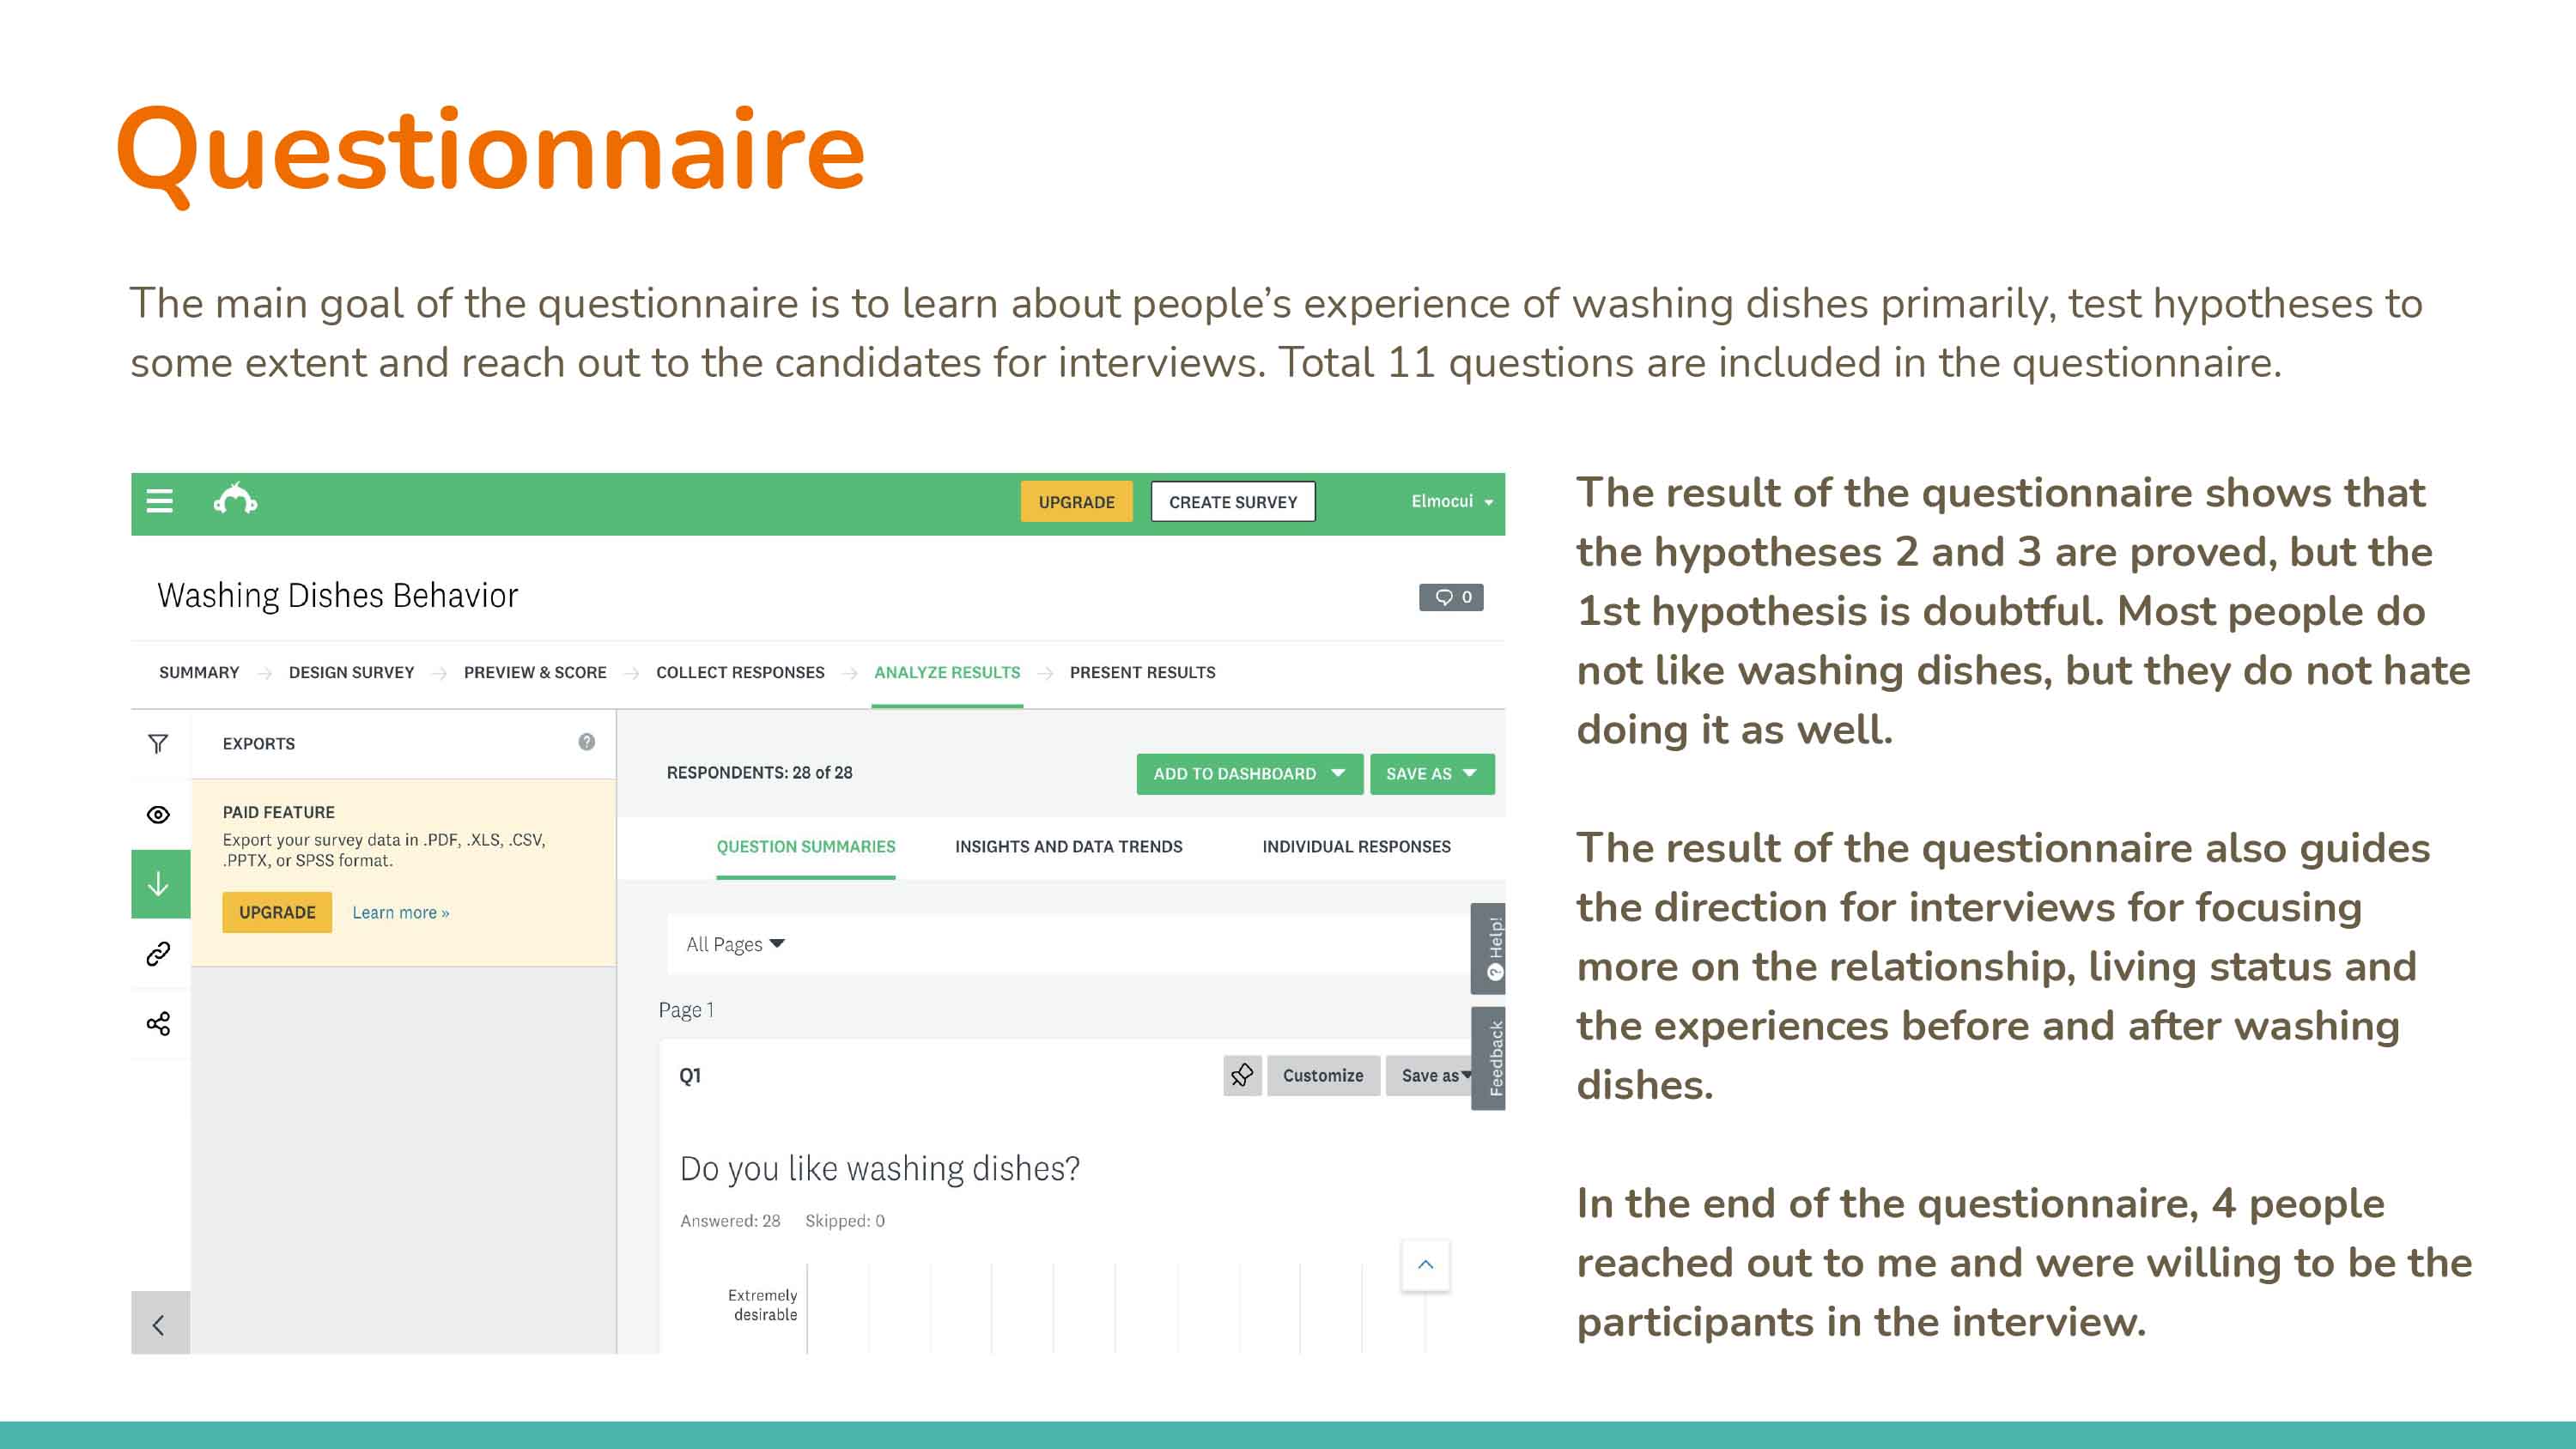 Questionnaire
The main goal of the questionnaire is to learn about people’s experience of washing dishes primarily, test hypotheses to
some extent and reach out to the candidates for interviews. Total 11 questions are included in the questionnaire.
UPGRADE
CREATE SURVEY
Elmocui
Washing Dishes Behavior
0
SUMMARY
DESIGN SURVEY
PREVIEW & SCORE
COLLECT RESPONSES
ANALYZE RESULTS
PRESENT RESULTS
EXPORTS
?
PAID FEATURE
Export your survey data in .PDF, .XLS, .CSV,
.PPTX, or SPSS format.
UPGRADE
Learn more »
RESPONDENTS: 28 of 28
ADD TO DASHBOARD
SAVE AS
QUESTION SUMMARIES
INSIGHTS AND DATA TRENDS
INDIVIDUAL RESPONSES
All Pages
? Help!
Page 1
Feedback
Q1
Customize
Save as
Do you like washing dishes?
Answered: 28
Skipped: 0
Extremely
desirable
The result of the questionnaire shows that
the hypotheses 2 and 3 are proved, but the
1st hypothesis is doubtful. Most people do
not like washing dishes, but they do not hate
doing it as well.
The result of the questionnaire also guides
the direction for interviews for focusing
more on the relationship, living status and
the experiences before and after washing
dishes.
In the end of the questionnaire, 4 people
reached out to me and were willing to be the
participants in the interview.